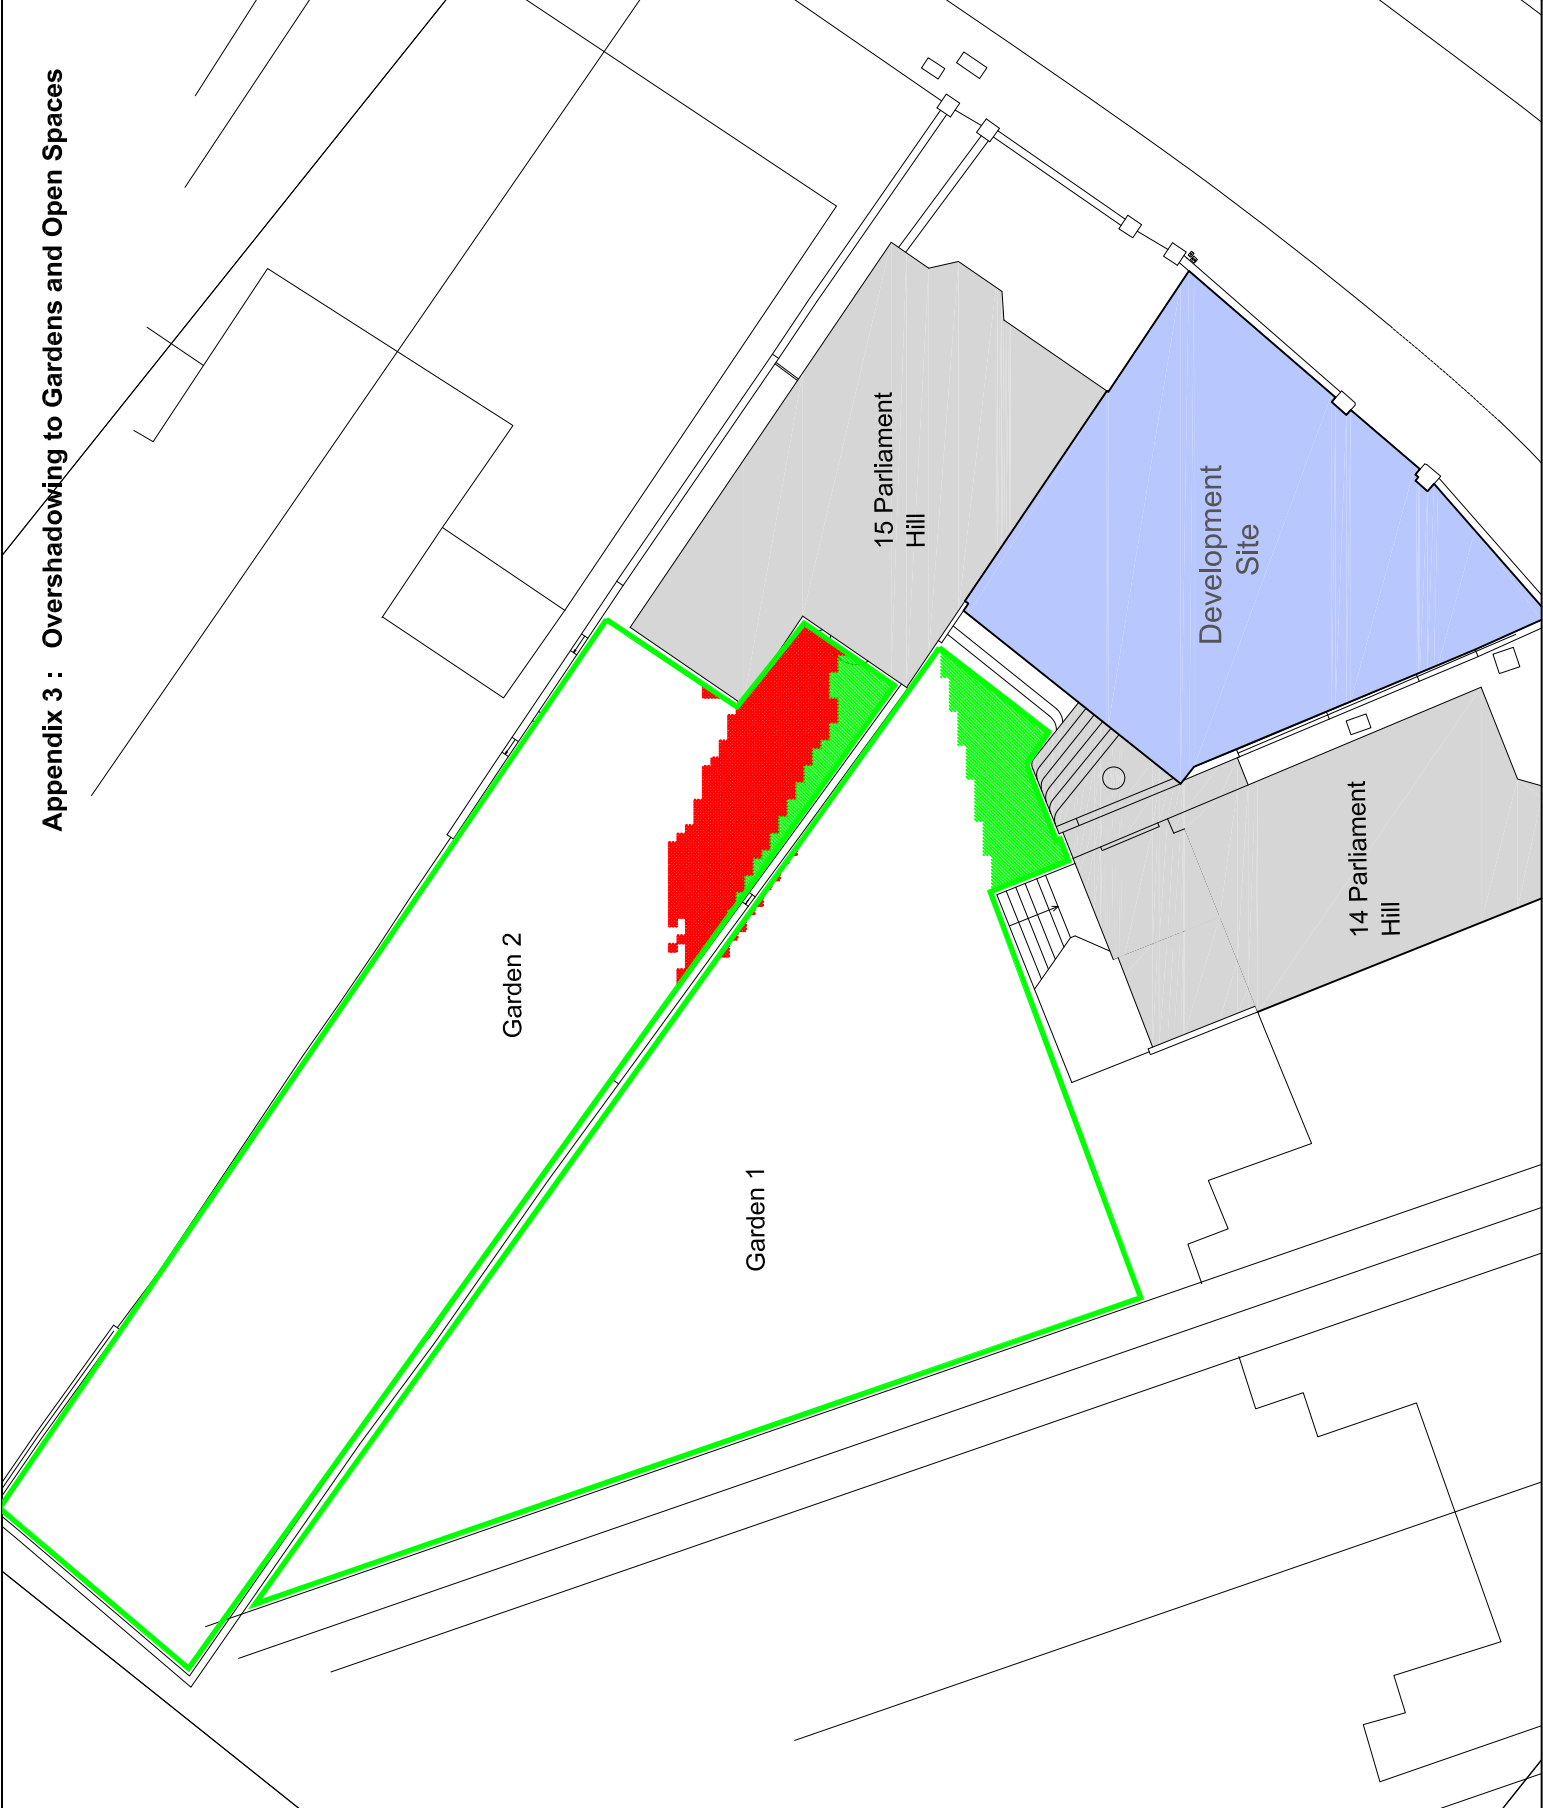 Appendix 3 :   Overshadowing to Gardens and Open Spaces
Garden 2
Garden 1
15 Parliament
Hill
Development
Site
14 Parliament
Hill